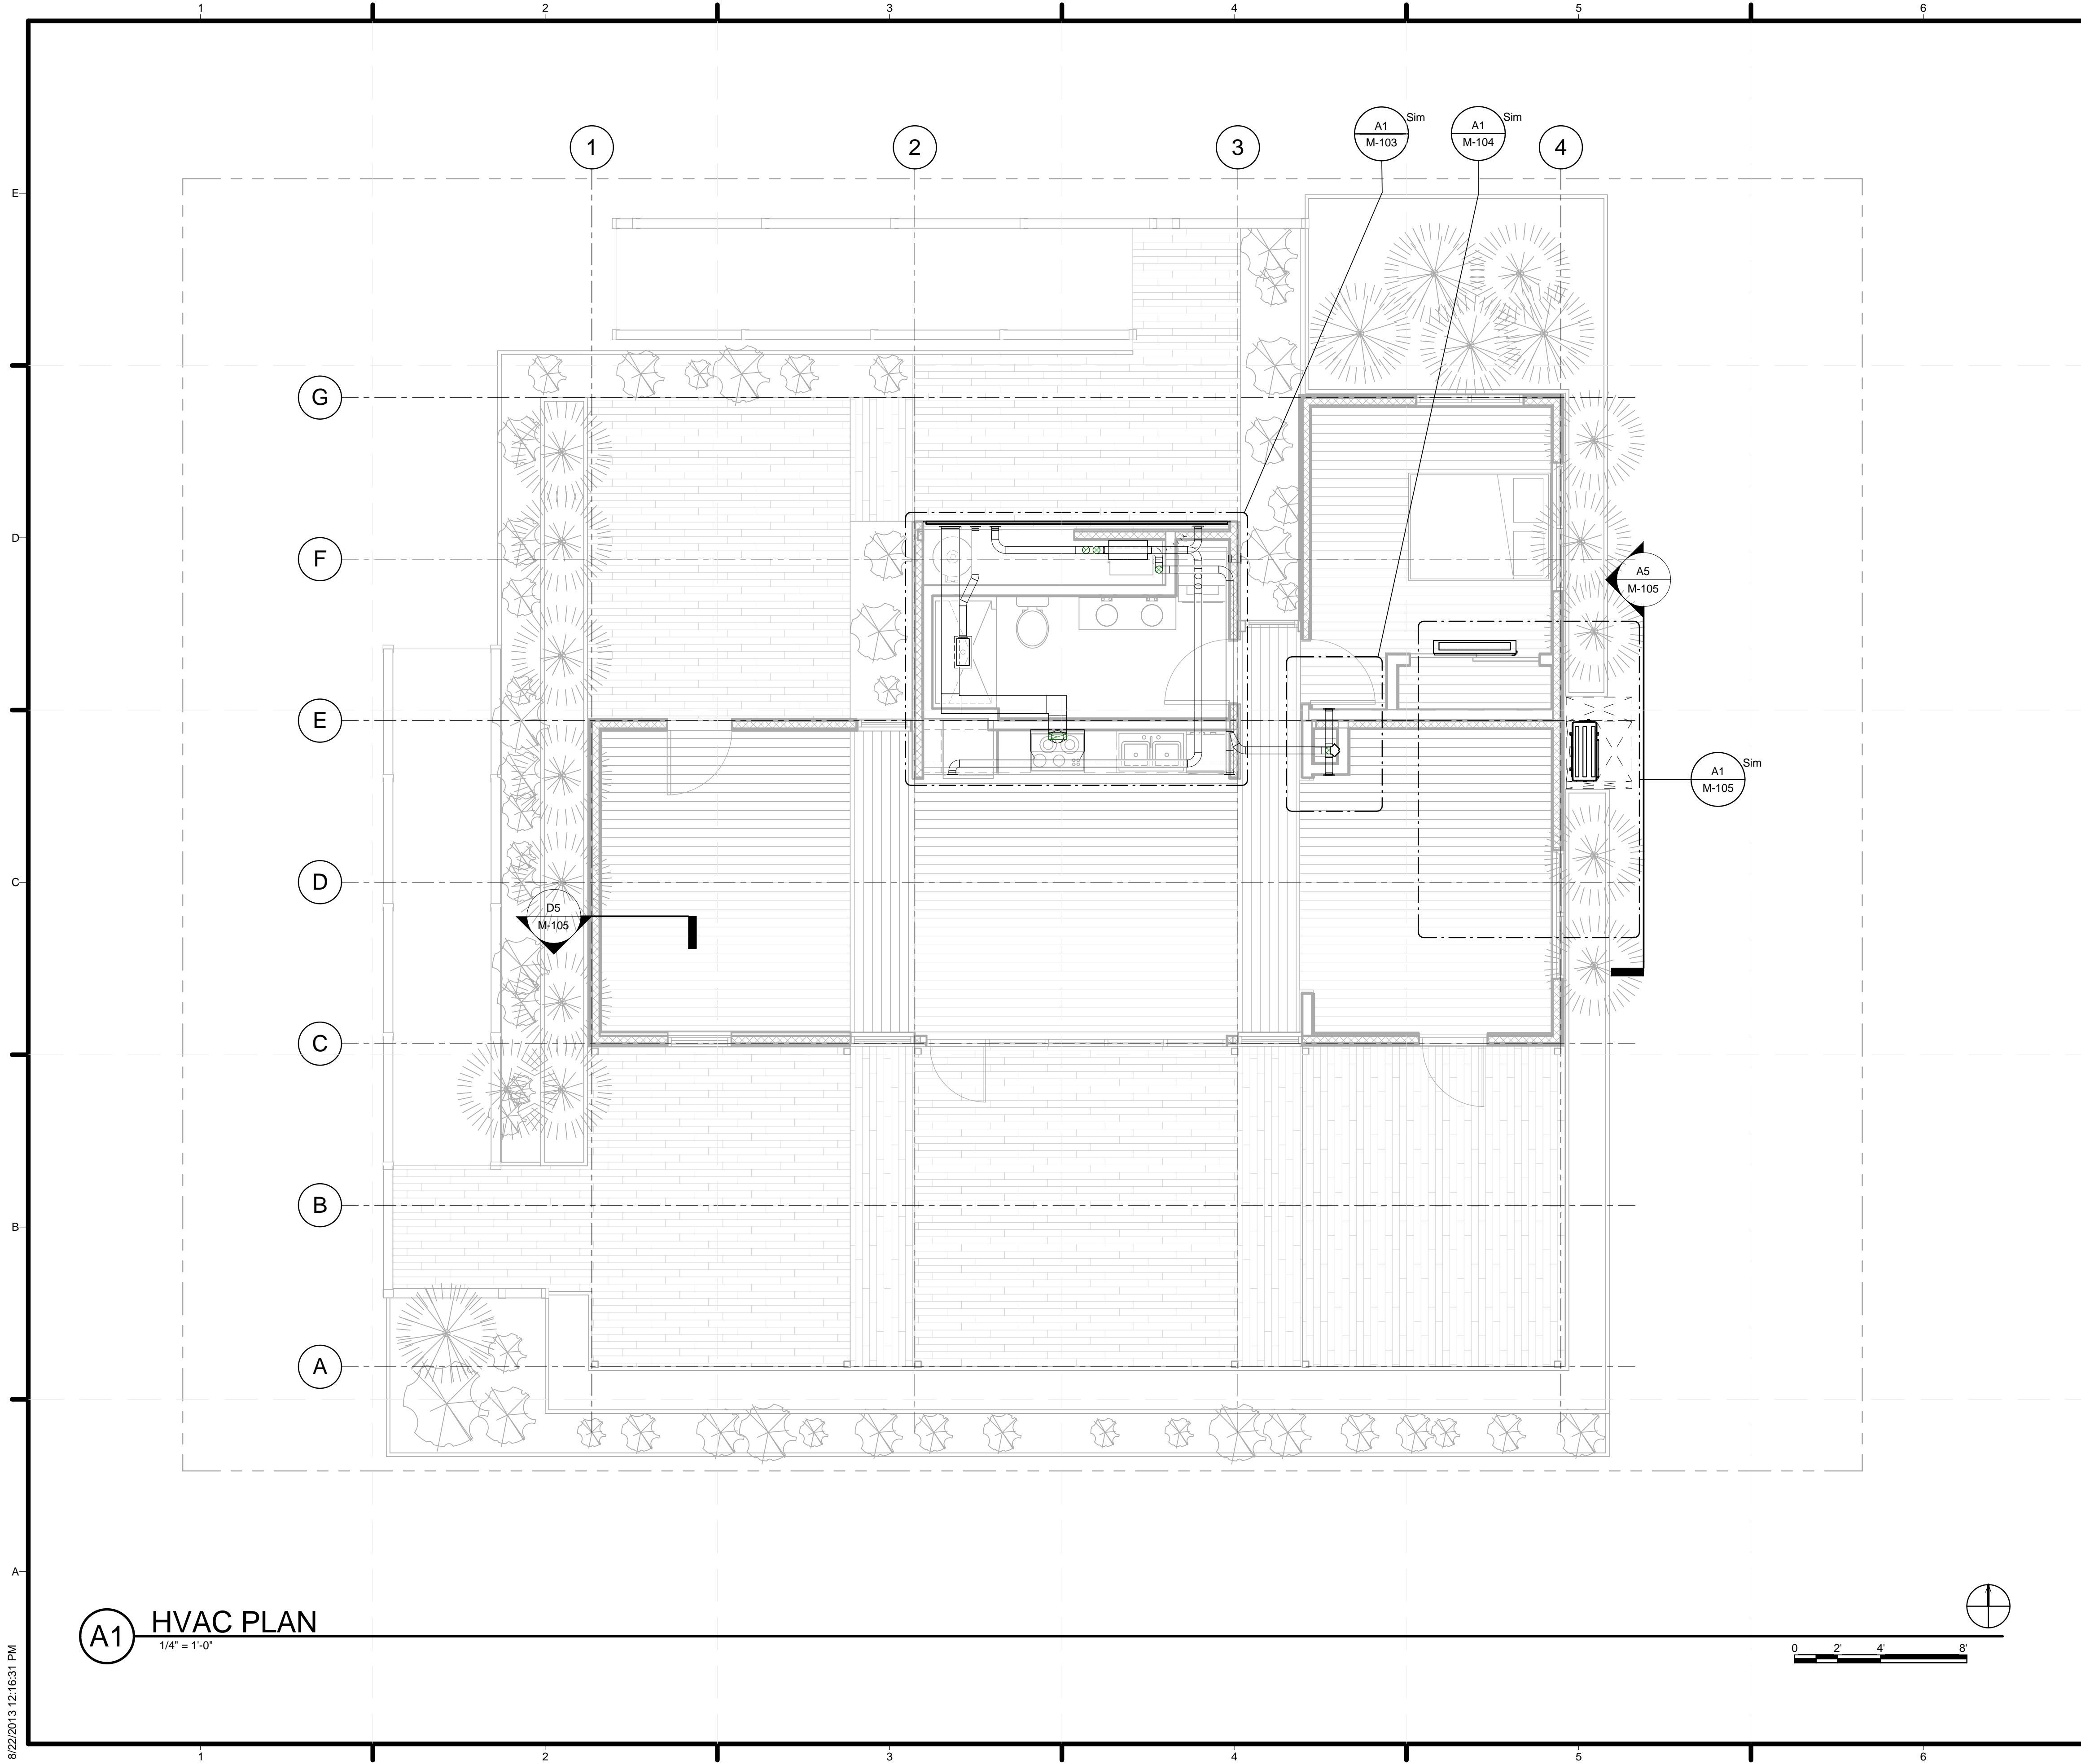 1 2 3 4 5 6
A1 Sim
M-103
A1 Sim
M-104
1 2 3 4
E
G
D
F
A5
M-105
E
A1 Sim
M-105
C
D
D5
M-105
C
B
B
A
A
A1 HVAC PLAN
1/4" = 1'-0"
0 2' 4' 8'
8/22/2013 12:16:31 PM
1 2 3 4 5 6